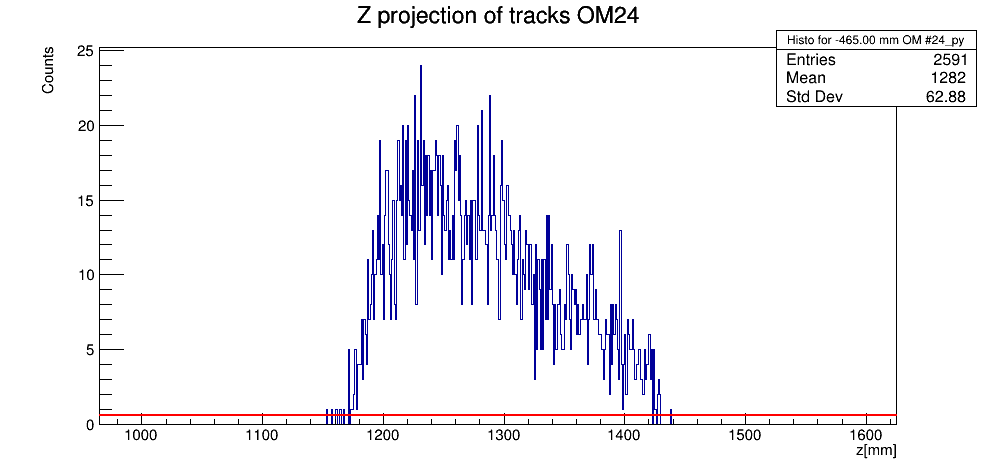 Z projection of tracks OM24
Histo for -465.00 mm OM #24_py
Entries 2591
Mean 1282
Std Dev 62.88
Counts
25
20
15
10
5
0
1000 1100 1200 1300 1400 1500 1600
z[mm]